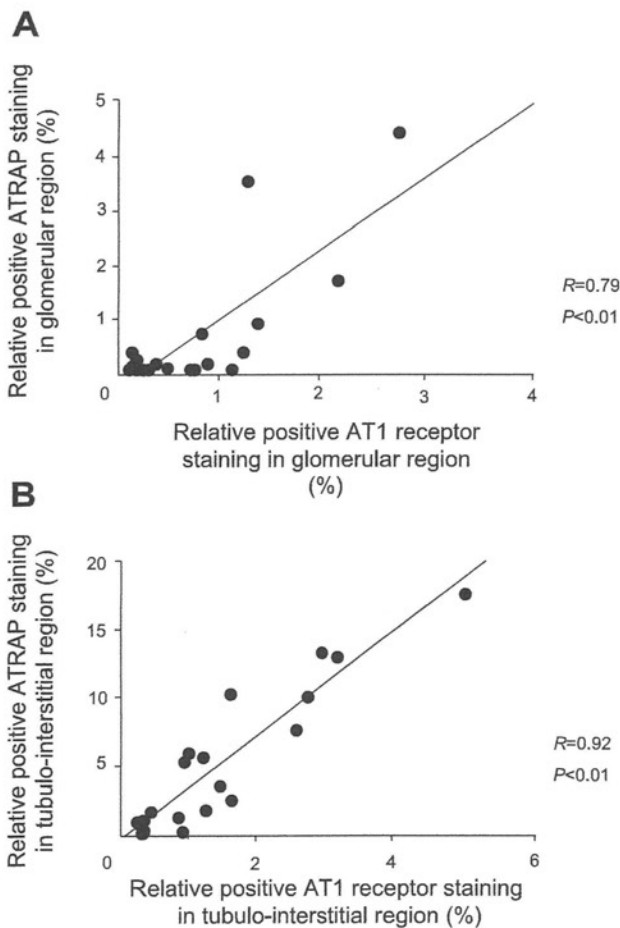 A
Relative positive ATRAP staining
in glomerular region (%)
5
4
3
2
1
0
1
2
3
4
R=0.79
P<0.01
Relative positive AT1 receptor
staining in glomerular region
(%)
B
Relative positive ATRAP staining
in tubulo-interstitial region (%)
20
15
10
5
0
2
4
6
R=0.92
P<0.01
Relative positive AT1 receptor staining
in tubulo-interstitial region (%)